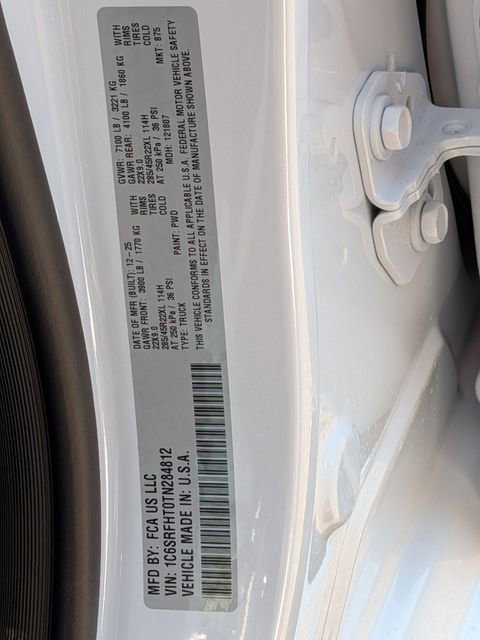 MFD BY: FCA US LLC
VIN: 1C6SRFHT0TN284812
VEHICLE MADE IN: U.S.A.
DATE OF MFR (BUILT): 12-25 GVWR: 7100 LB / 3221 KG
GAWR FRONT: 3900 LB / 1770 KG WITH GAWR REAR: 4100 LB / 1860 KG WITH
22X9.0 RIMS 22X9.0 RIMS
285/45R22XL 114H TIRES 285/45R22XL 114H TIRES
AT 250 kPa / 36 PSI COLD AT 250 kPa / 36 PSI COLD
TYPE: TRUCK PAINT: PWD MDH: 121807 MKT: 875
THIS VEHICLE CONFORMS TO ALL APPLICABLE U.S.A. FEDERAL MOTOR VEHICLE SAFETY
STANDARDS IN EFFECT ON THE DATE OF MANUFACTURE SHOWN ABOVE.